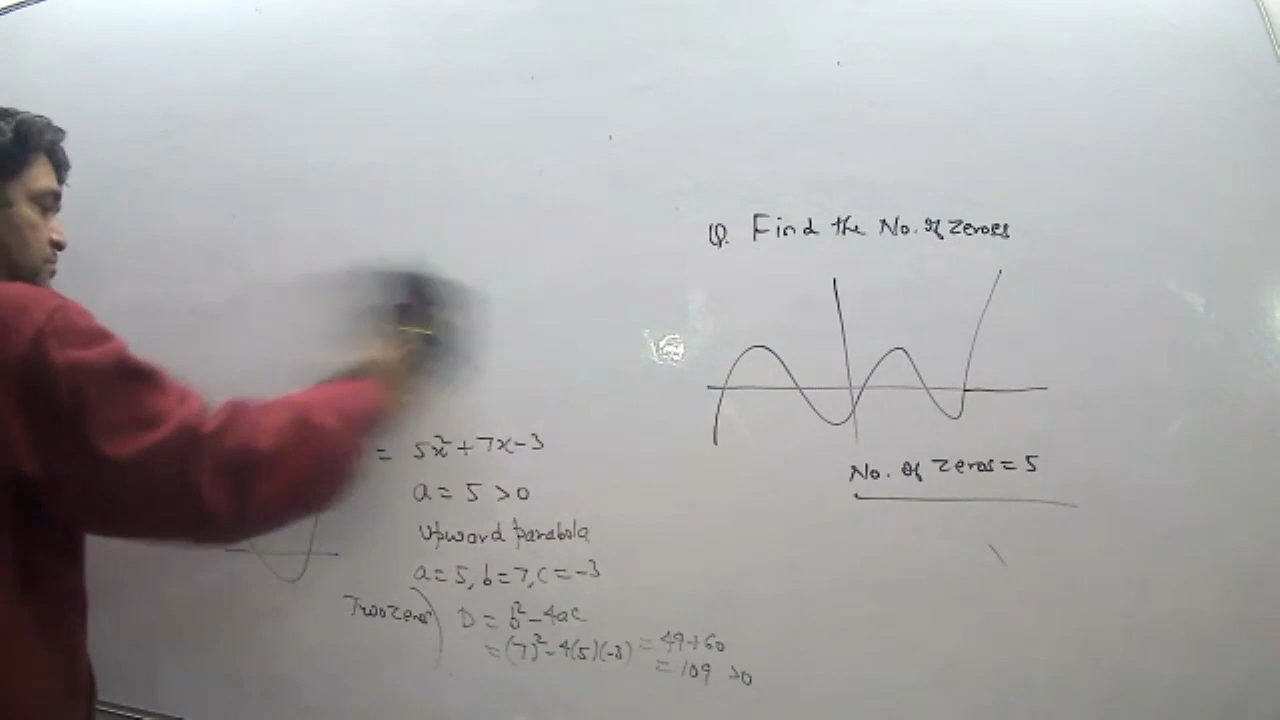 = 5x²+7x-3
a = 5 >0
Upward parabola
a=5, b=7, c=-3
Two zeros) D = b²-4ac
=(7)²-4(5)(-3) = 49+60
= 109 >0
Q. Find the No. of zeroes
No. of zeros = 5